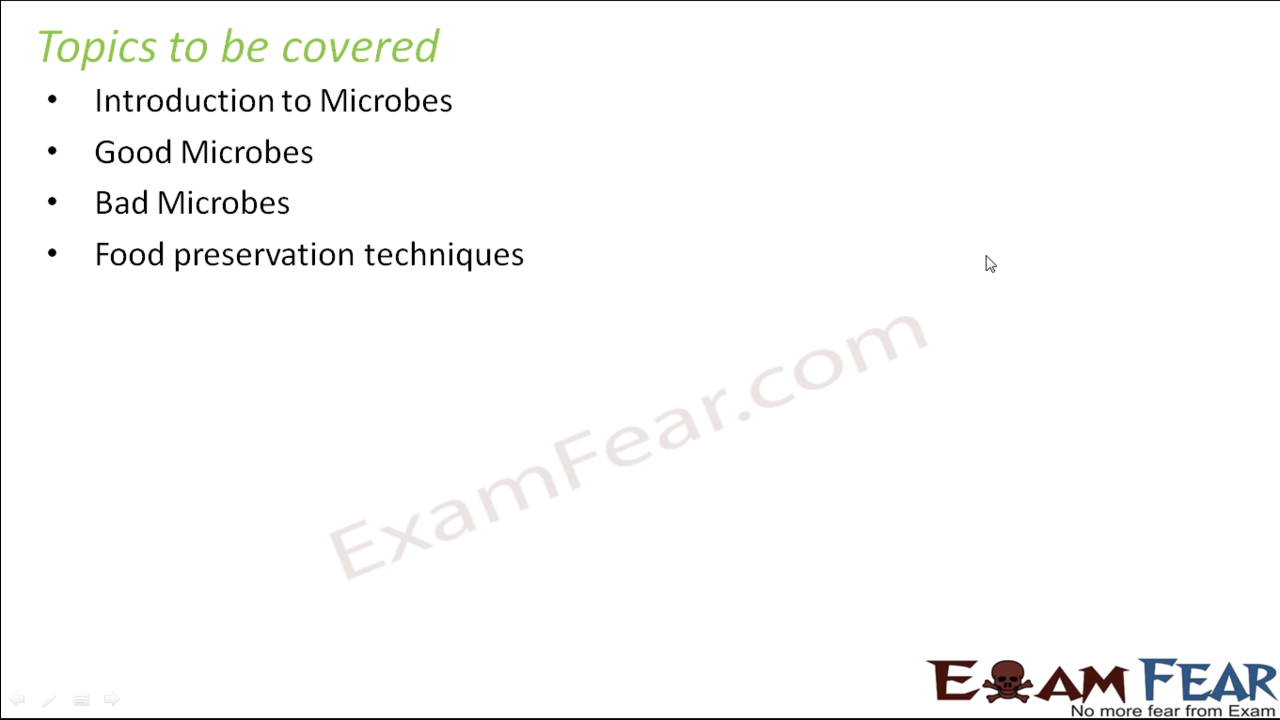 Topics to be covered
• Introduction to Microbes
• Good Microbes
• Bad Microbes
• Food preservation techniques
ExamFear.com
EXAM FEAR
No more fear from Exam